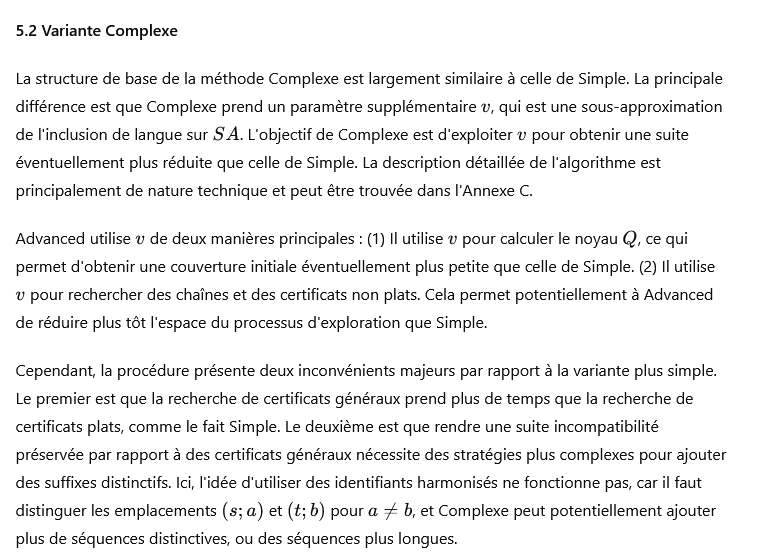 5.2 Variante Complexe
La structure de base de la méthode Complexe est largement similaire à celle de Simple. La principale
différence est que Complexe prend un paramètre supplémentaire v, qui est une sous-approximation
de l'inclusion de langue sur SA. L'objectif de Complexe est d'exploiter v pour obtenir une suite
éventuellement plus réduite que celle de Simple. La description détaillée de l'algorithme est
principalement de nature technique et peut être trouvée dans l'Annexe C.
Advanced utilise v de deux manières principales : (1) Il utilise v pour calculer le noyau Q, ce qui
permet d'obtenir une couverture initiale éventuellement plus petite que celle de Simple. (2) Il utilise
v pour rechercher des chaînes et des certificats non plats. Cela permet potentiellement à Advanced
de réduire plus tôt l'espace du processus d'exploration que Simple.
Cependant, la procédure présente deux inconvénients majeurs par rapport à la variante plus simple.
Le premier est que la recherche de certificats généraux prend plus de temps que la recherche de
certificats plats, comme le fait Simple. Le deuxième est que rendre une suite incompatibilité
préservée par rapport à des certificats généraux nécessite des stratégies plus complexes pour ajouter
des suffixes distinctifs. Ici, l'idée d'utiliser des identifiants harmonisés ne fonctionne pas, car il faut
distinguer les emplacements (s; a) et (t; b) pour a ≠ b, et Complexe peut potentiellement ajouter
plus de séquences distinctives, ou des séquences plus longues.